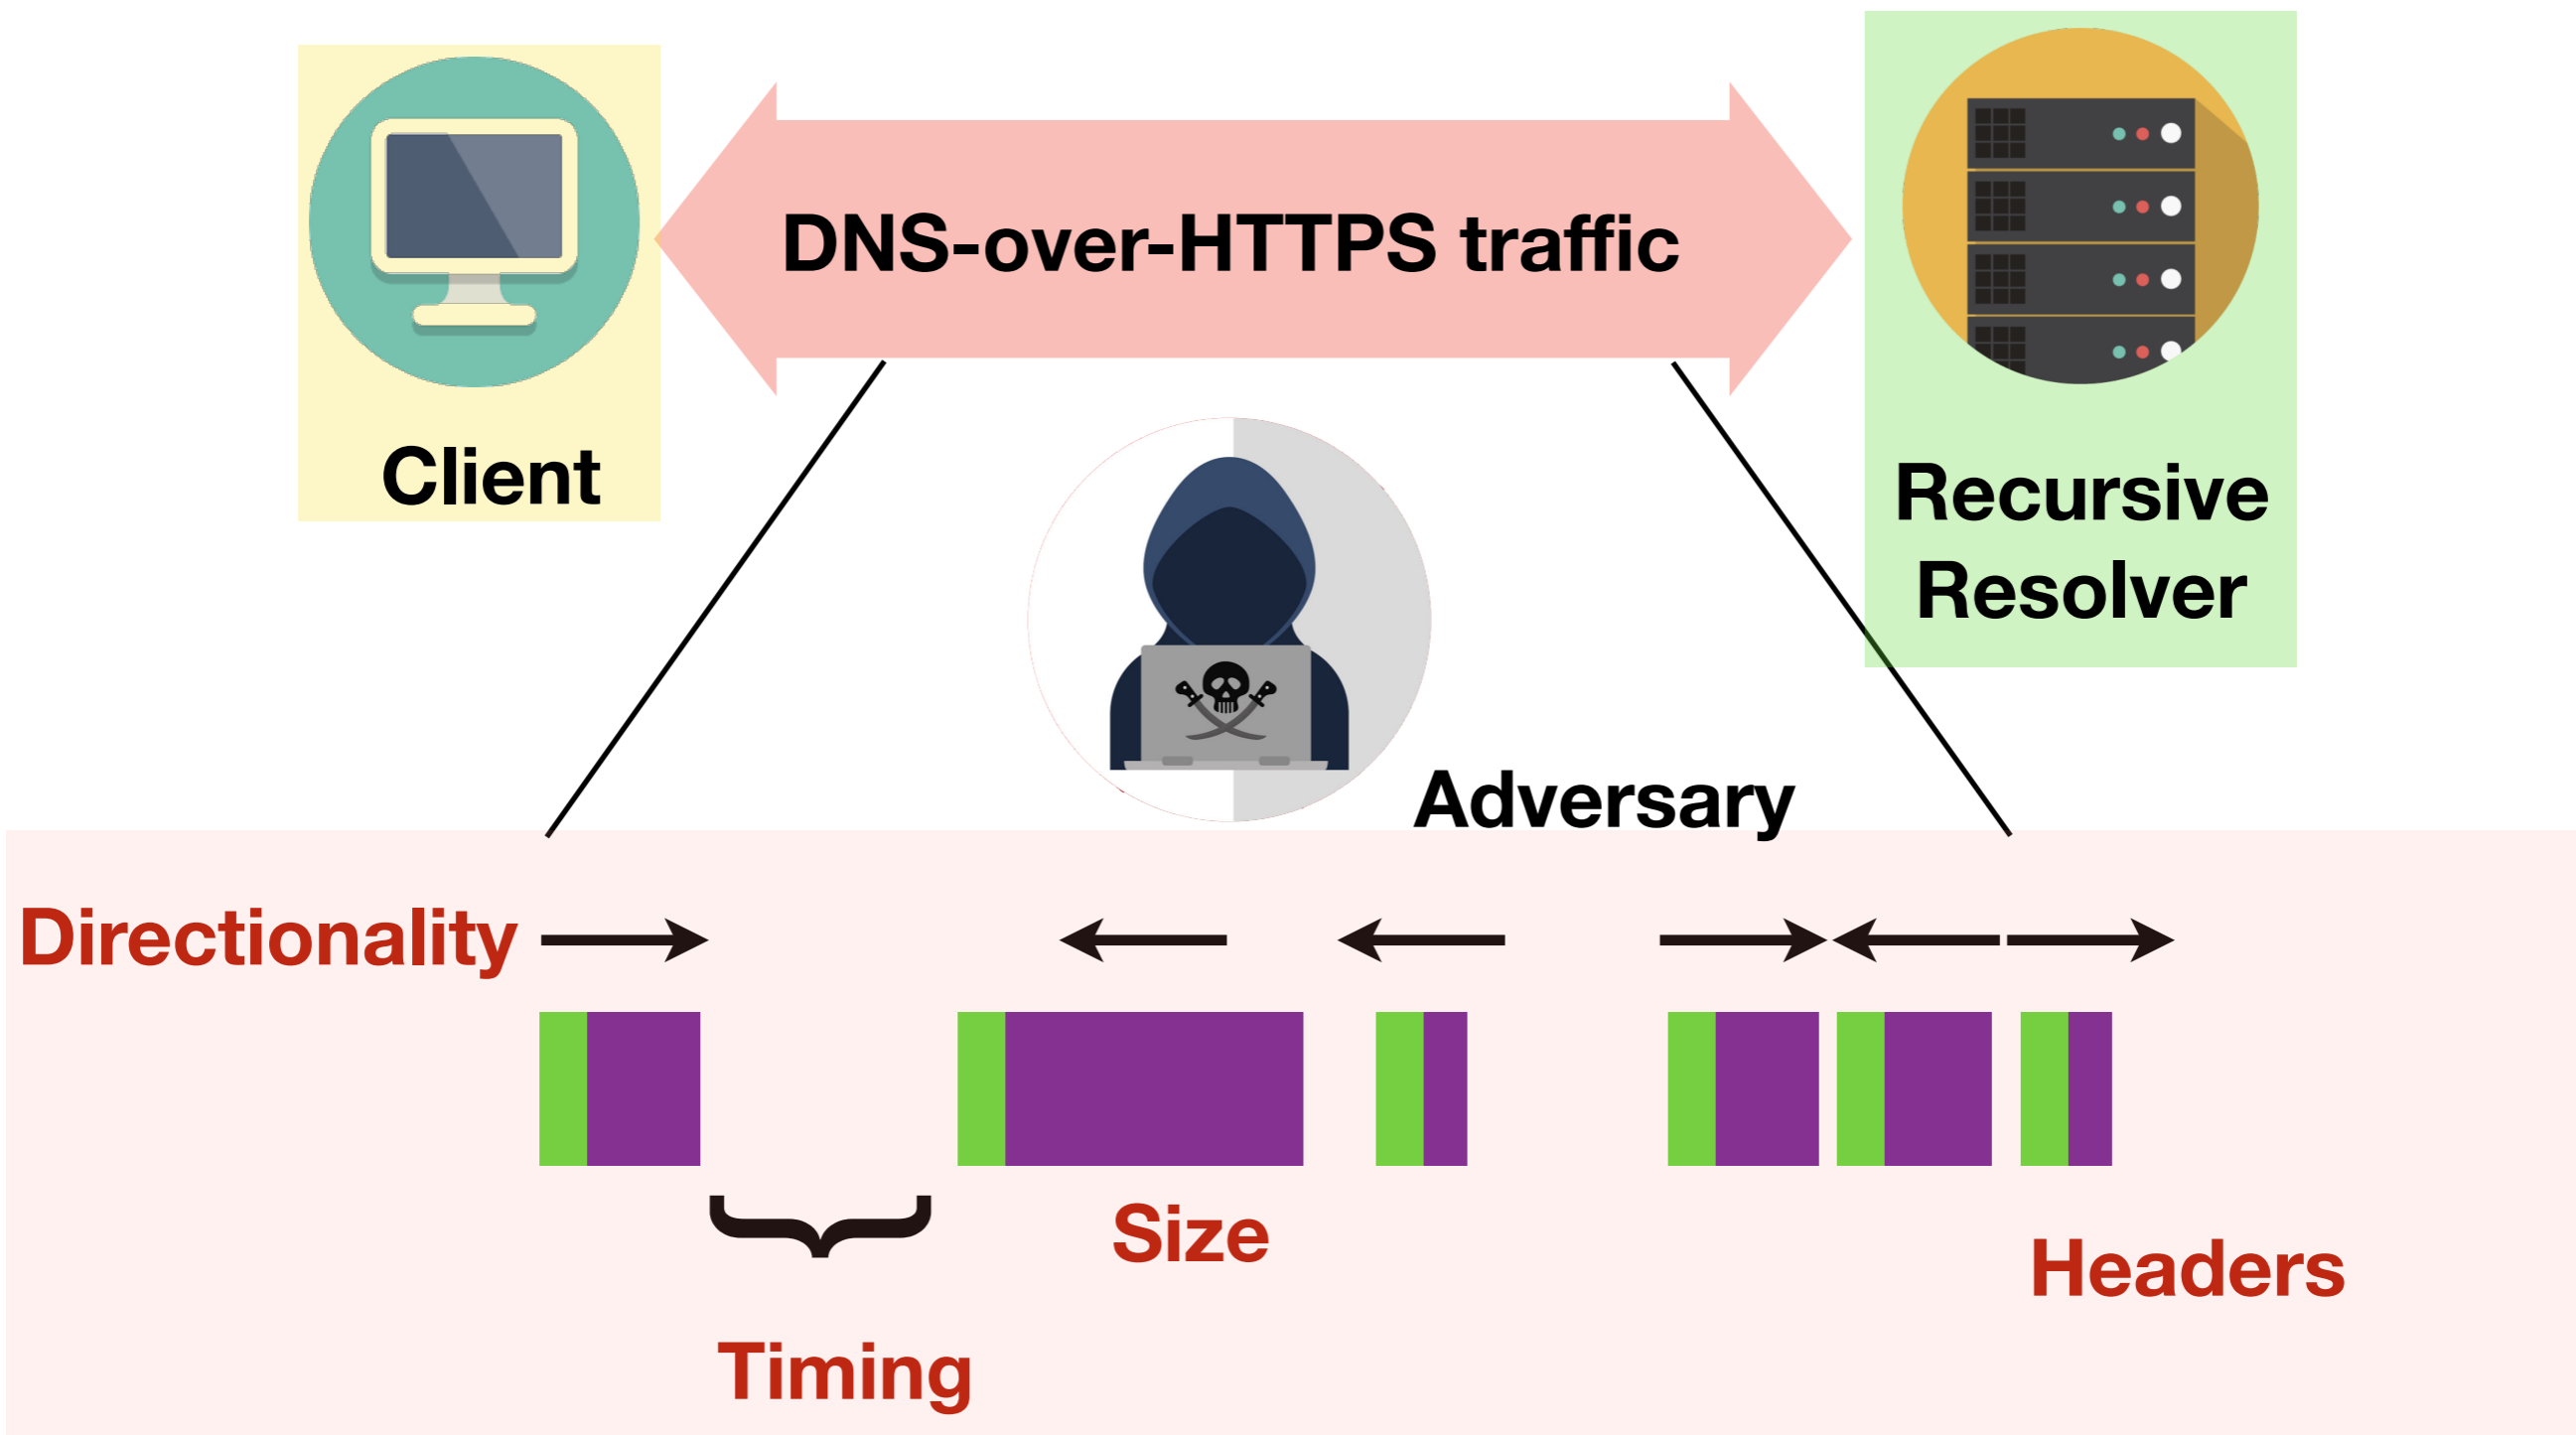 DNS-over-HTTPS traffic
Client
Recursive
Resolver
Adversary
Directionality
Size
Headers
Timing